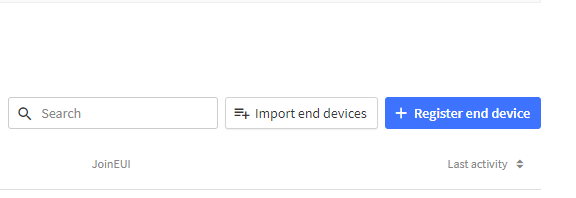 Search
Import end devices
Register end device
JoinEUI
Last activity